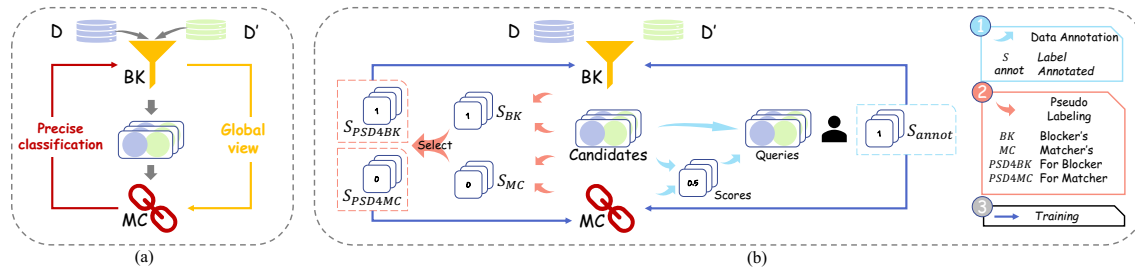 D
D'
BK
Precise
classification
Global
view
MC
(a)
D
D'
BK
1
S_PSD4BK
0
S_PSD4MC
Select
1
S_BK
0
S_MC
Candidates
MC
0.5
Scores
Queries
1
S_annot
(b)
1
Data Annotation
S Label
annot Annotated
2
Pseudo
Labeling
BK Blocker's
MC Matcher's
PSD4BK For Blocker
PSD4MC For Matcher
3
Training